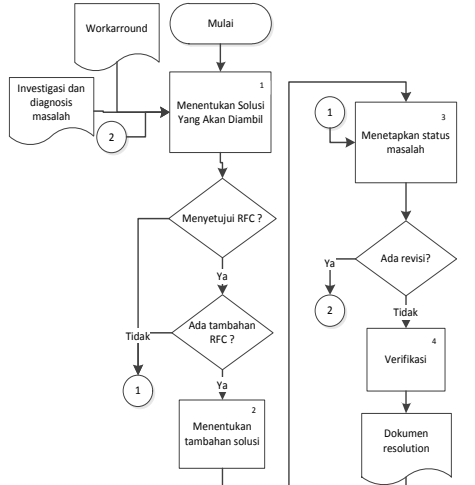 Workarround
Mulai
Investigasi dan
diagnosis
masalah
2
1
Menentukan Solusi
Yang Akan Diambil
Menyetujui RFC ?
Ya
Ada tambahan
RFC ?
Tidak
1
Ya
2
Menentukan
tambahan solusi
1
3
Menetapkan status
masalah
Ada revisi?
Ya
2
Tidak
4
Verifikasi
Dokumen
resolution